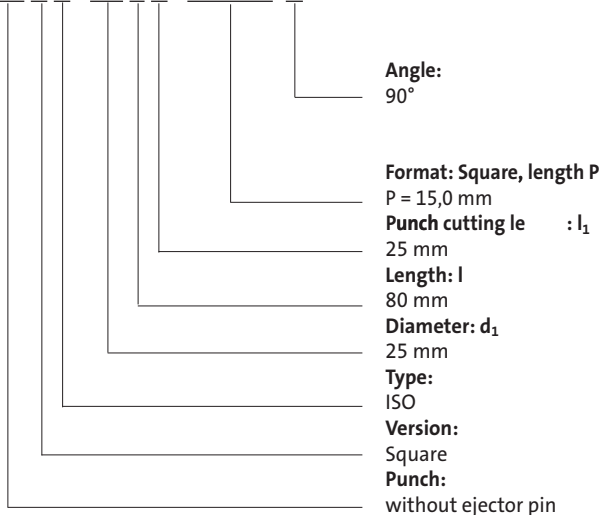 Angle:
90°
Format: Square, length P
P = 15,0 mm
Punch cutting le : l₁
25 mm
Length: l
80 mm
Diameter: d₁
25 mm
Type:
ISO
Version:
Square
Punch:
without ejector pin